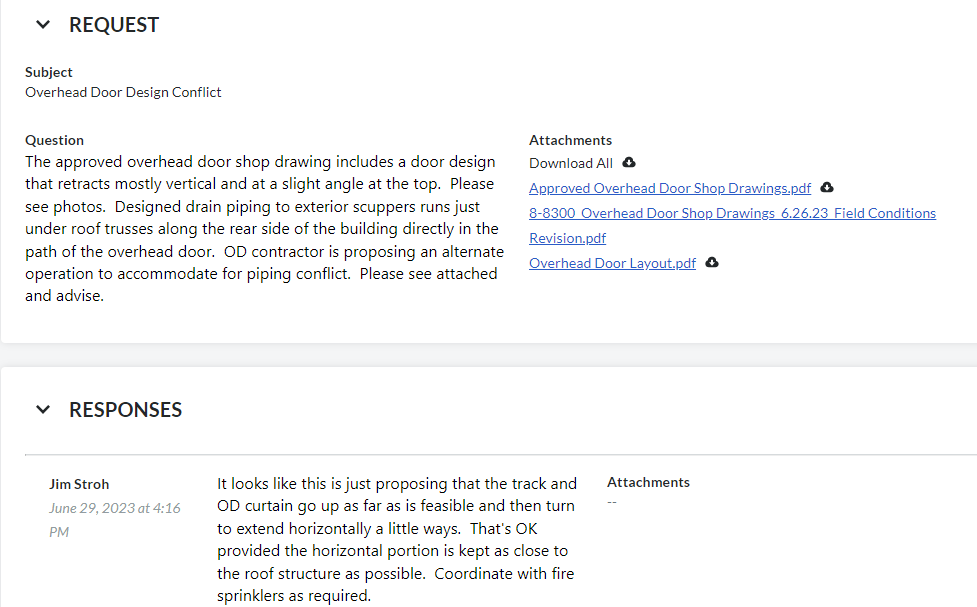 REQUEST
Subject
Overhead Door Design Conflict
Question
The approved overhead door shop drawing includes a door design
that retracts mostly vertical and at a slight angle at the top.  Please
see photos.  Designed drain piping to exterior scuppers runs just
under roof trusses along the rear side of the building directly in the
path of the overhead door.  OD contractor is proposing an alternate
operation to accommodate for piping conflict.  Please see attached
and advise.
Attachments
Download All
Approved Overhead Door Shop Drawings.pdf
8-8300_Overhead Door Shop Drawings_6.26.23_Field Conditions
Revision.pdf
Overhead Door Layout.pdf
RESPONSES
Jim Stroh
June 29, 2023 at 4:16
PM
It looks like this is just proposing that the track and
OD curtain go up as far as is feasible and then turn
to extend horizontally a little ways.  That's OK
provided the horizontal portion is kept as close to
the roof structure as possible.  Coordinate with fire
sprinklers as required.
Attachments
--